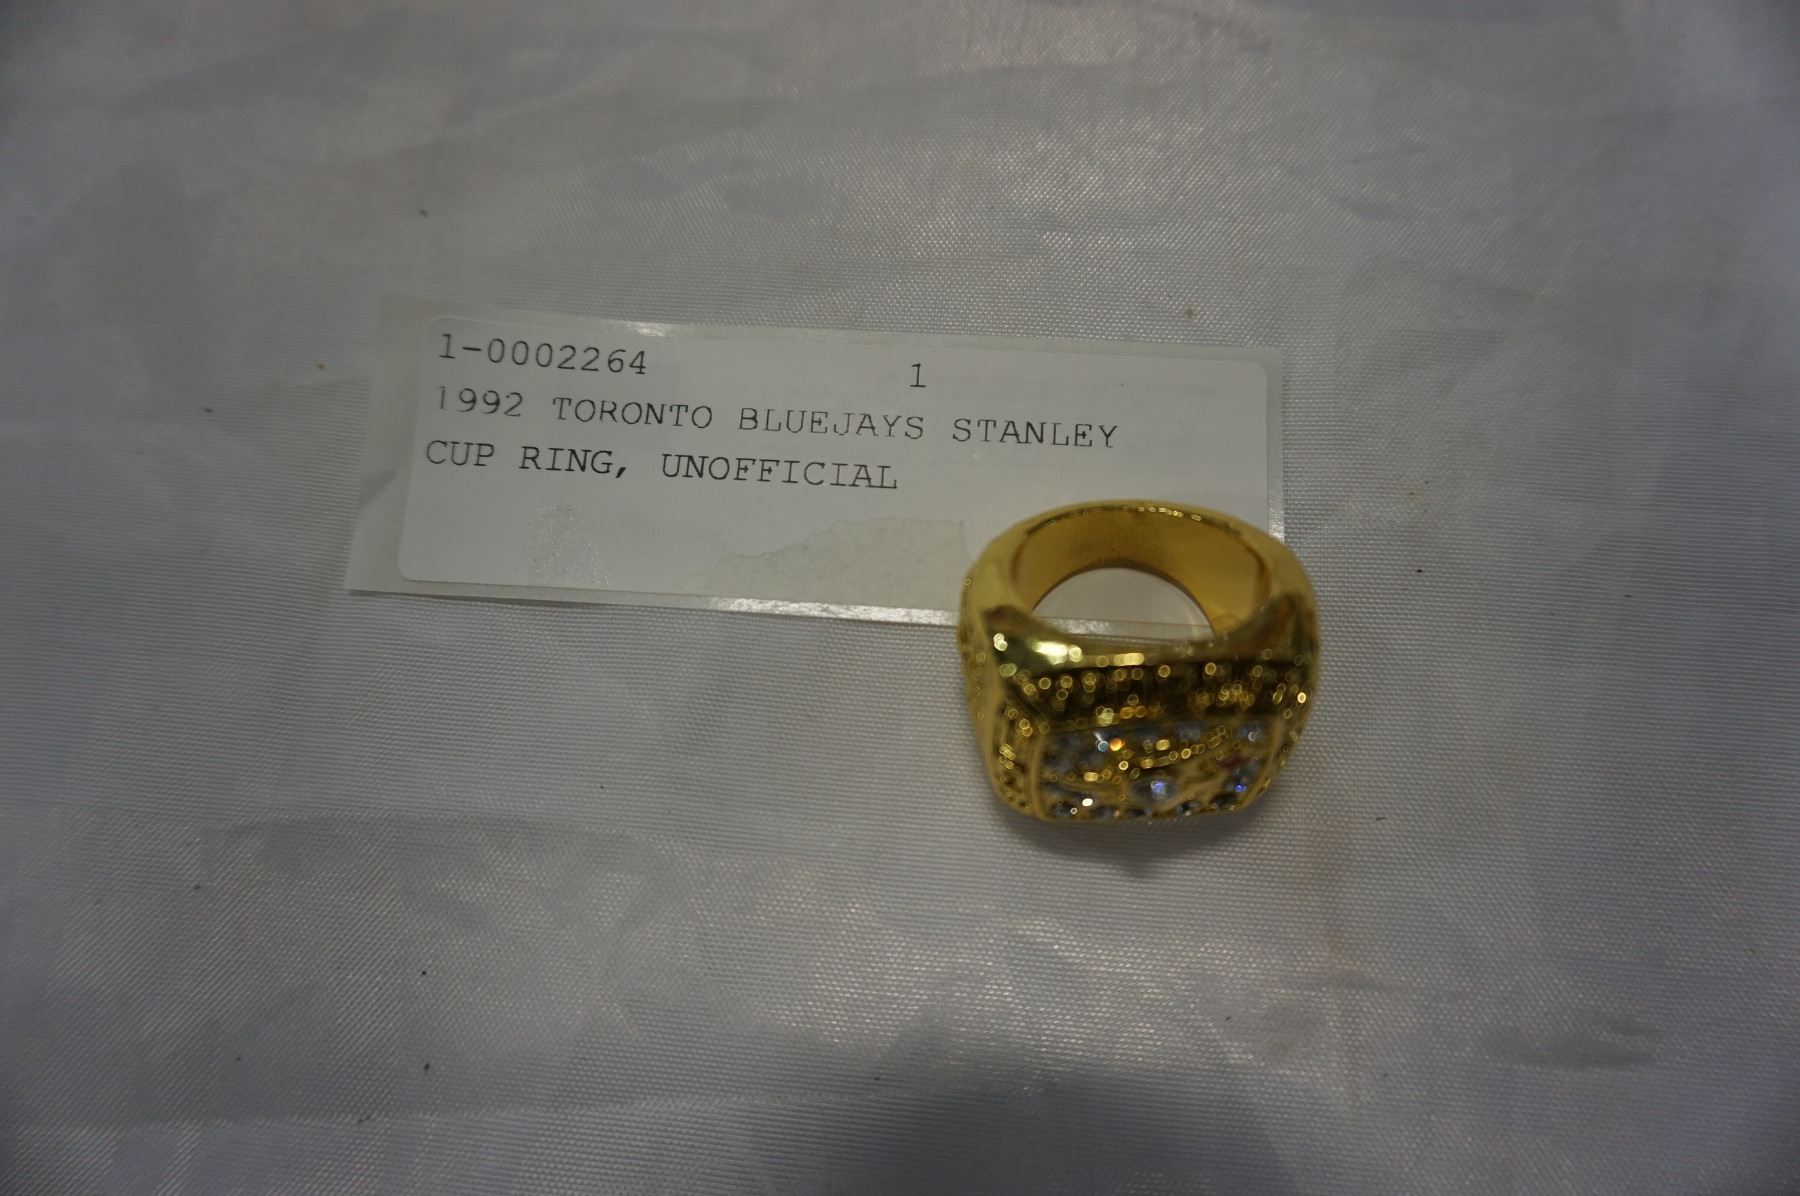 1-0002264 1
1992 TORONTO BLUEJAYS STANLEY
CUP RING, UNOFFICIAL